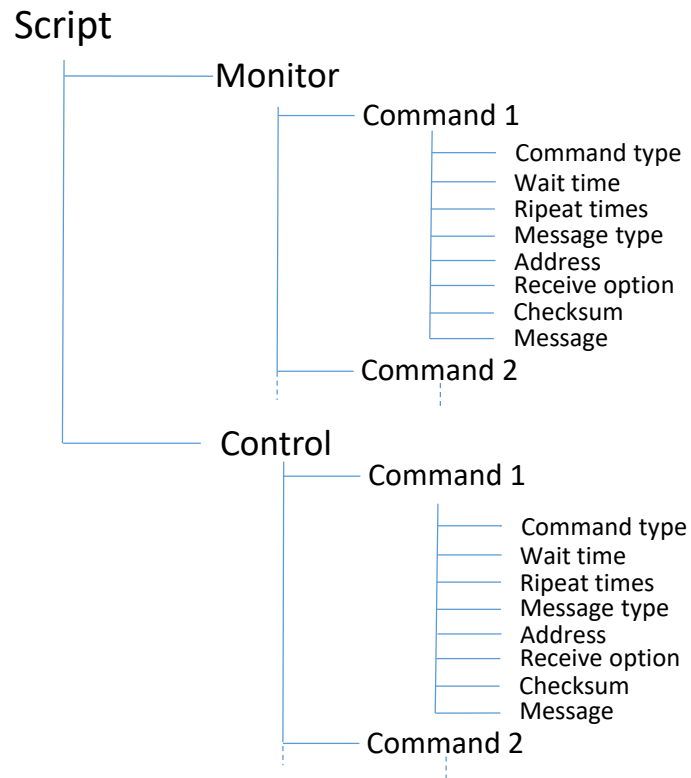 Script
Monitor
Command 1
Command type
Wait time
Ripeat times
Message type
Address
Receive option
Checksum
Message
Command 2
Control
Command 1
Command type
Wait time
Ripeat times
Message type
Address
Receive option
Checksum
Message
Command 2